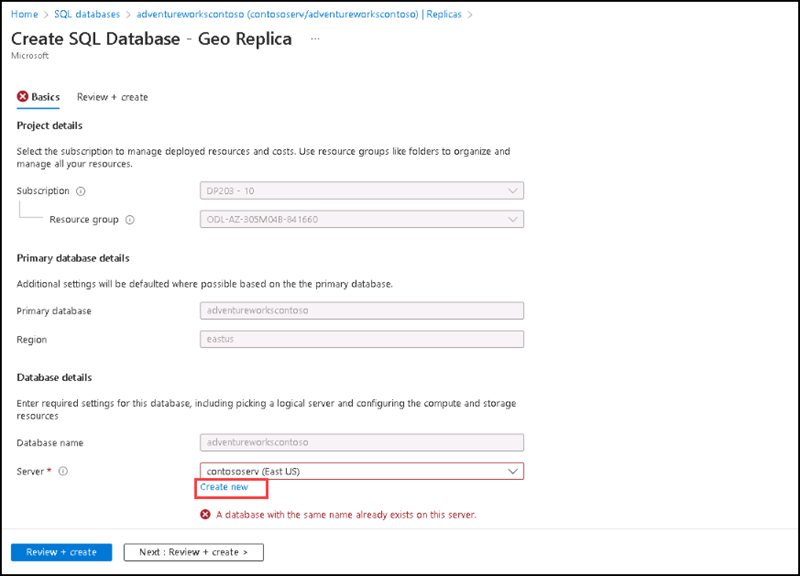 Home > SQL databases > adventureworkscontoso (contososerv/adventureworkscontoso) | Replicas >
Create SQL Database - Geo Replica ...
Microsoft
Basics Review + create
Project details
Select the subscription to manage deployed resources and costs. Use resource groups like folders to organize and
manage all your resources.
Subscription DP203 - 10
Resource group ODL-AZ-305M04B-841660
Primary database details
Additional settings will be defaulted where possible based on the the primary database.
Primary database adventureworkscontoso
Region eastus
Database details
Enter required settings for this database, including picking a logical server and configuring the compute and storage
resources
Database name adventureworkscontoso
Server * contososerv (East US)
Create new
A database with the same name already exists on this server.
Review + create Next : Review + create >